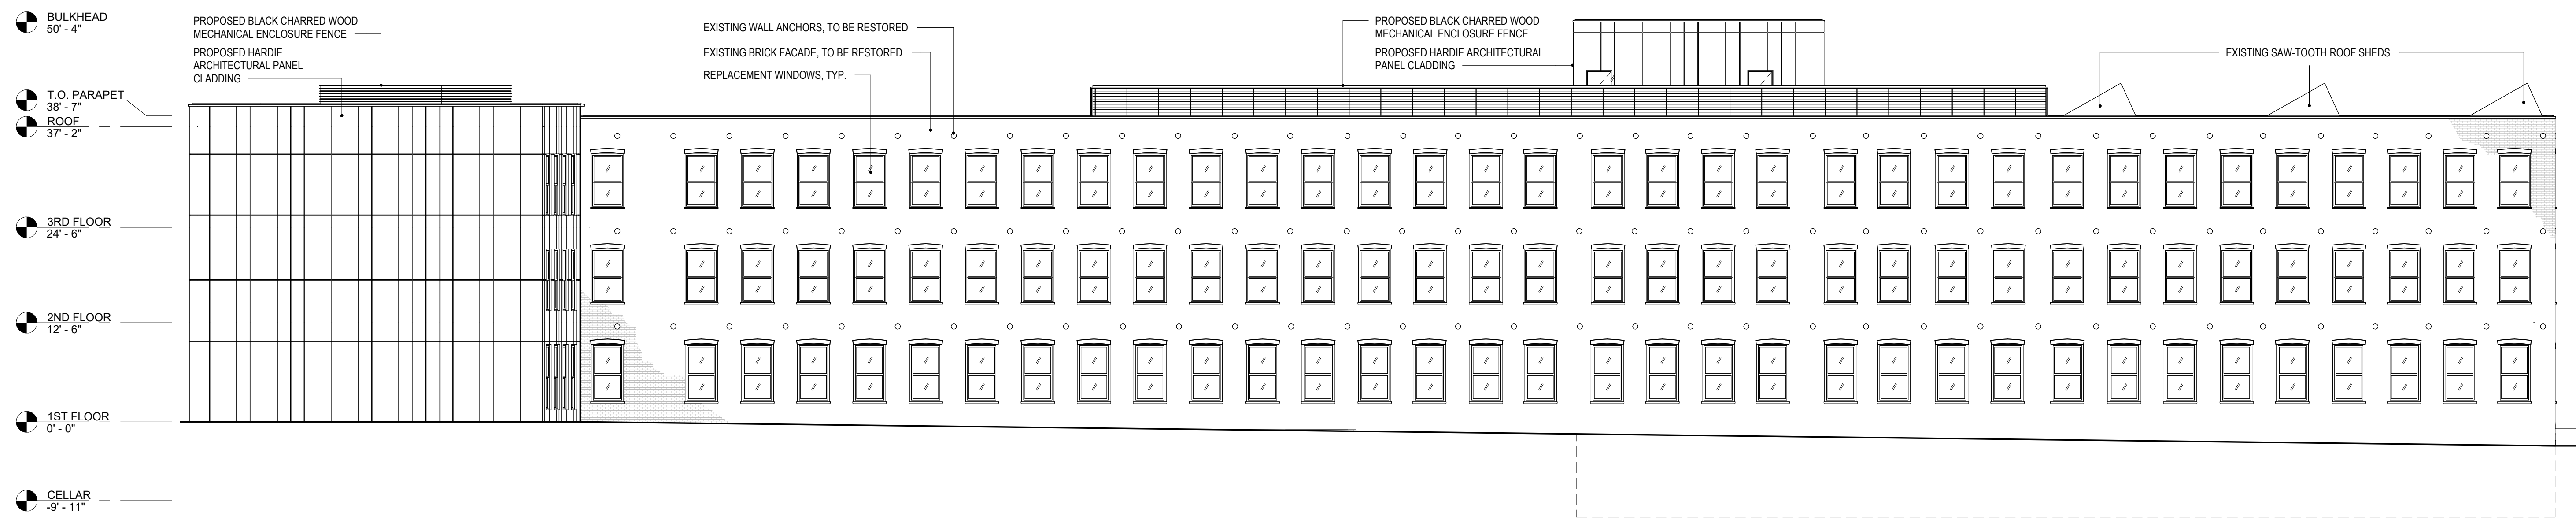 BULKHEAD
50' - 4"
T.O. PARAPET
38' - 7"
ROOF
37' - 2"
3RD FLOOR
24' - 6"
2ND FLOOR
12' - 6"
1ST FLOOR
0' - 0"
CELLAR
-9' - 11"
PROPOSED BLACK CHARRED WOOD
MECHANICAL ENCLOSURE FENCE
PROPOSED HARDIE
ARCHITECTURAL PANEL
CLADDING
EXISTING WALL ANCHORS, TO BE RESTORED
EXISTING BRICK FACADE, TO BE RESTORED
REPLACEMENT WINDOWS, TYP.
PROPOSED BLACK CHARRED WOOD
MECHANICAL ENCLOSURE FENCE
PROPOSED HARDIE ARCHITECTURAL
PANEL CLADDING
EXISTING SAW-TOOTH ROOF SHEDS